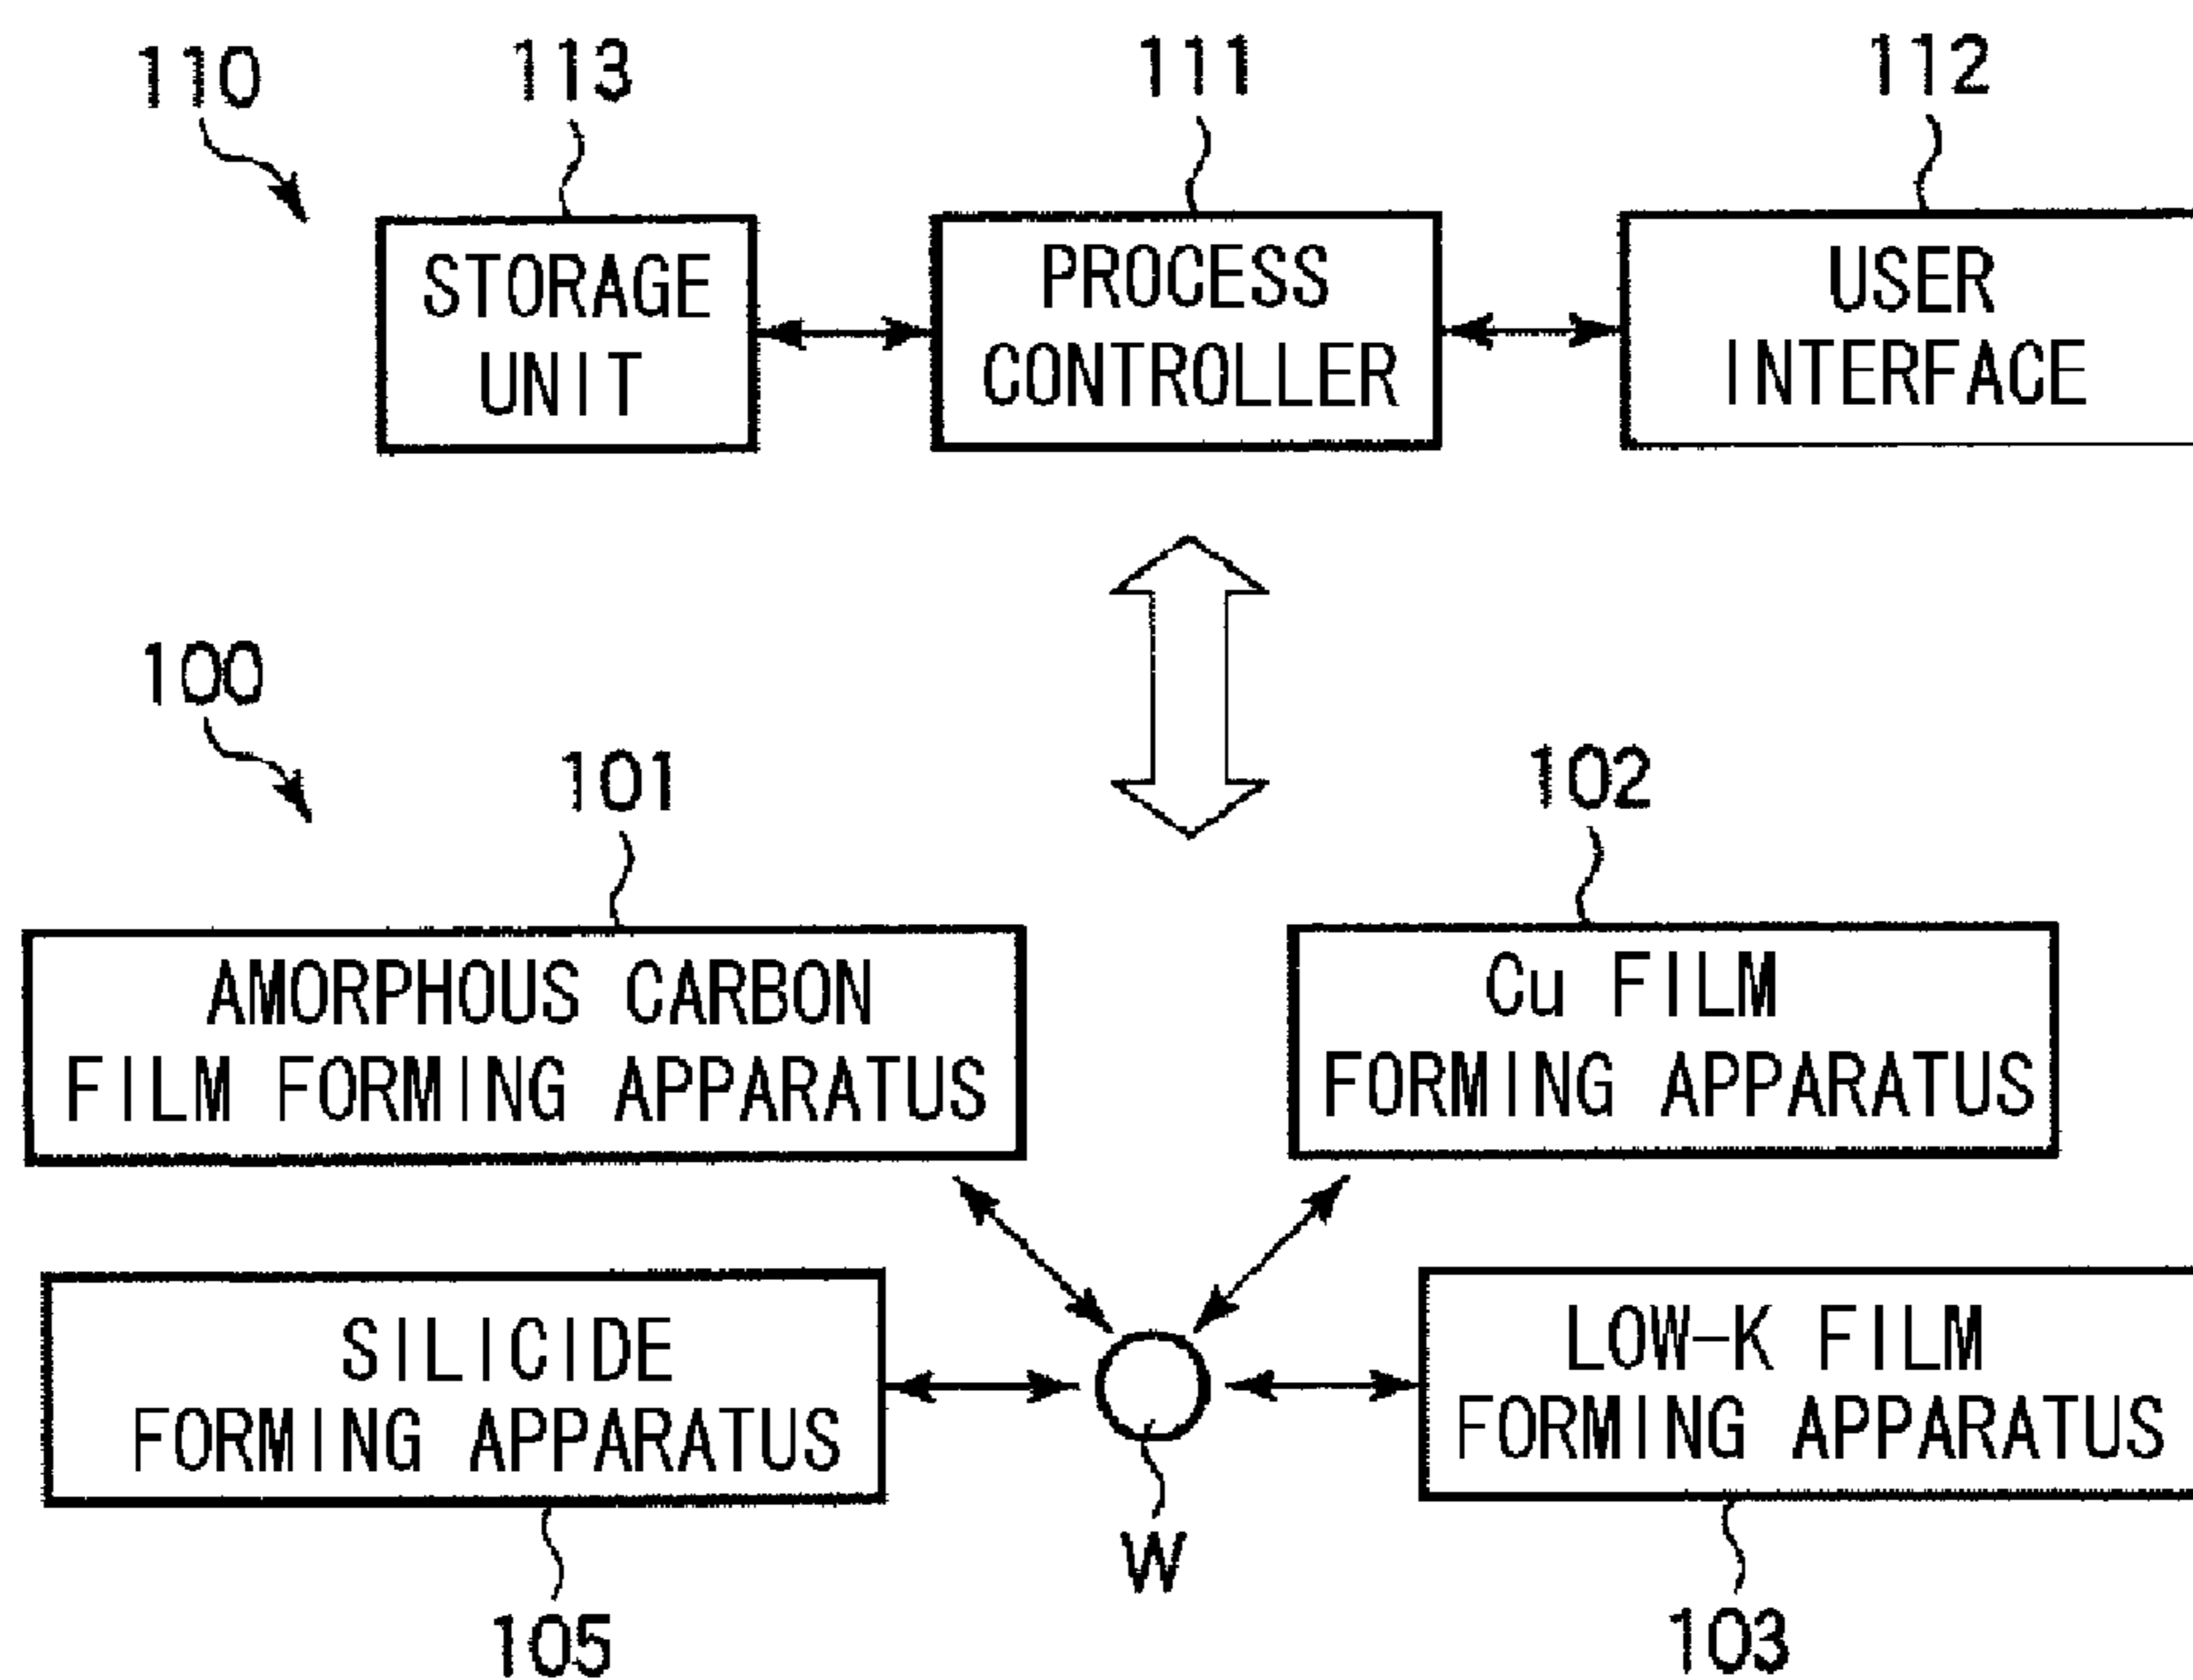 110
113
111
112
STORAGE
UNIT
PROCESS
CONTROLLER
USER
INTERFACE
100
101
102
AMORPHOUS CARBON
FILM FORMING APPARATUS
Cu FILM
FORMING APPARATUS
SILICIDE
FORMING APPARATUS
LOW-K FILM
FORMING APPARATUS
W
105
103